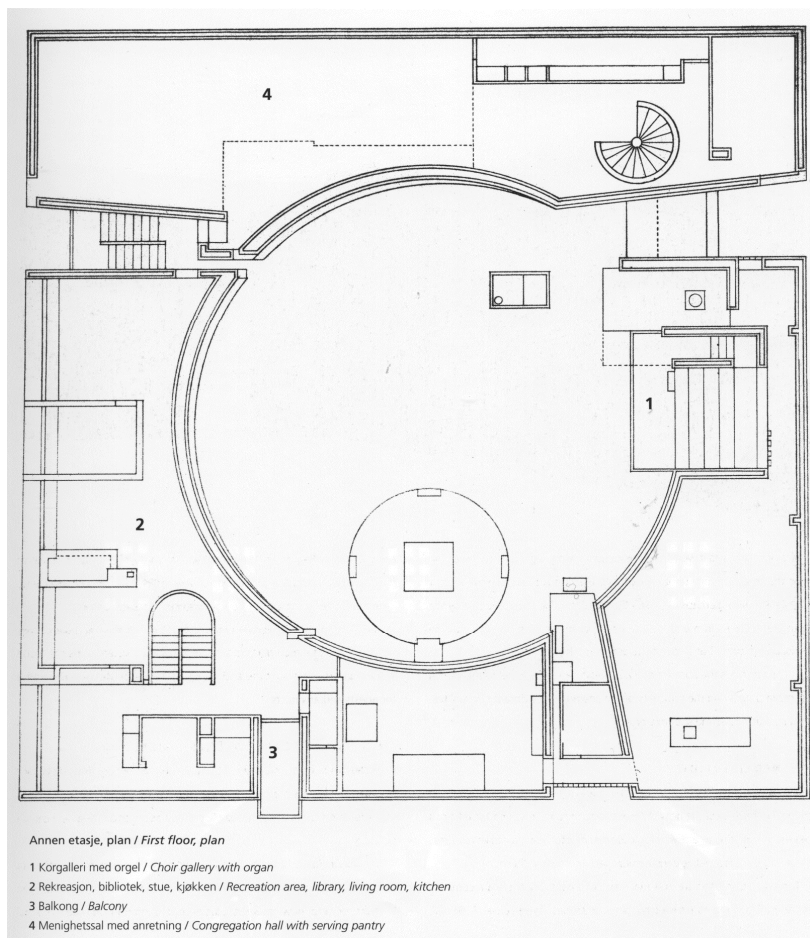 4
1
2
3
Annen etasje, plan / First floor, plan
1 Korgalleri med orgel / Choir gallery with organ
2 Rekreasjon, bibliotek, stue, kjøkken / Recreation area, library, living room, kitchen
3 Balkong / Balcony
4 Menighetssal med anretning / Congregation hall with serving pantry